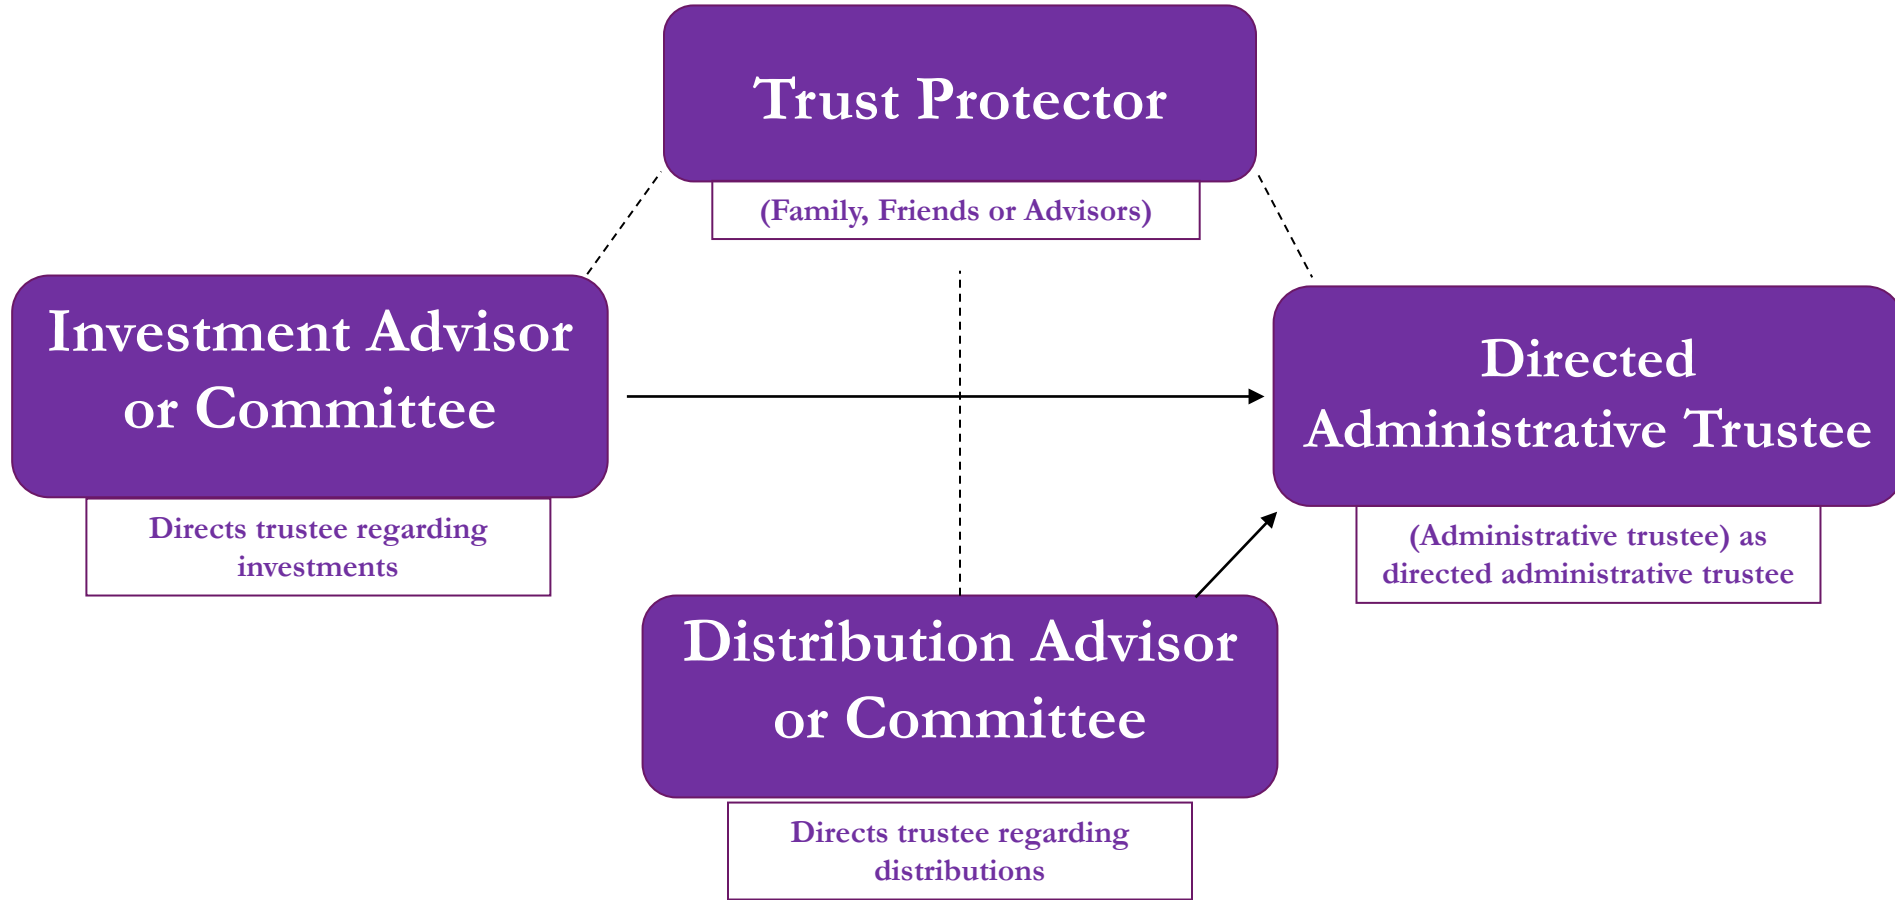 Trust Protector
(Family, Friends or Advisors)
Investment Advisor
or Committee
Directs trustee regarding
investments
Directed
Administrative Trustee
(Administrative trustee) as
directed administrative trustee
Distribution Advisor
or Committee
Directs trustee regarding
distributions